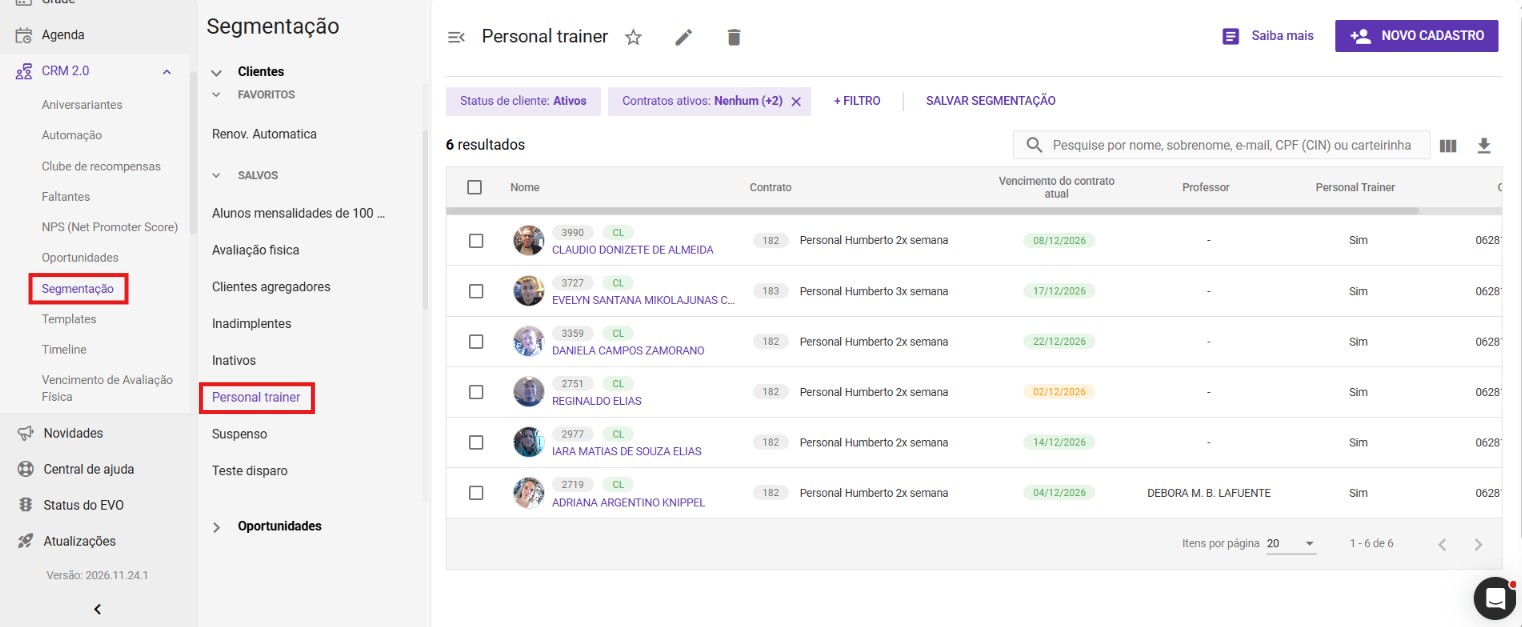 Grade
Agenda
CRM 2.0
Aniversariantes
Automação
Clube de recompensas
Faltantes
NPS (Net Promoter Score)
Oportunidades
Segmentação
Templates
Timeline
Vencimento de Avaliação
Física
Novidades
Central de ajuda
Status do EVO
Atualizações
Versão: 2026.11.24.1
Segmentação
Clientes
FAVORITOS
Renov. Automatica
SALVOS
Alunos mensalidades de 100 ...
Avaliação fisica
Clientes agregadores
Inadimplentes
Inativos
Personal trainer
Suspenso
Teste disparo
Oportunidades
Personal trainer
Saiba mais
NOVO CADASTRO
Status de cliente: Ativos
Contratos ativos: Nenhum (+2)
+ FILTRO
SALVAR SEGMENTAÇÃO
6 resultados
Pesquise por nome, sobrenome, e-mail, CPF (CIN) ou carteirinha
Nome Contrato Vencimento do contrato atual Professor Personal Trainer
3990 CL
CLAUDIO DONIZETE DE ALMEIDA 182 Personal Humberto 2x semana 08/12/2026 - Sim 0628
3727 CL
EVELYN SANTANA MIKOLAJUNAS C... 183 Personal Humberto 3x semana 17/12/2026 - Sim 0628
3359 CL
DANIELA CAMPOS ZAMORANO 182 Personal Humberto 2x semana 22/12/2026 - Sim 0628
2751 CL
REGINALDO ELIAS 182 Personal Humberto 2x semana 02/12/2026 - Sim 0628
2977 CL
IARA MATIAS DE SOUZA ELIAS 182 Personal Humberto 2x semana 14/12/2026 - Sim 0628
2719 CL
ADRIANA ARGENTINO KNIPPEL 182 Personal Humberto 2x semana 04/12/2026 DEBORA M. B. LAFUENTE Sim 0628
Itens por página 20 1 - 6 de 6